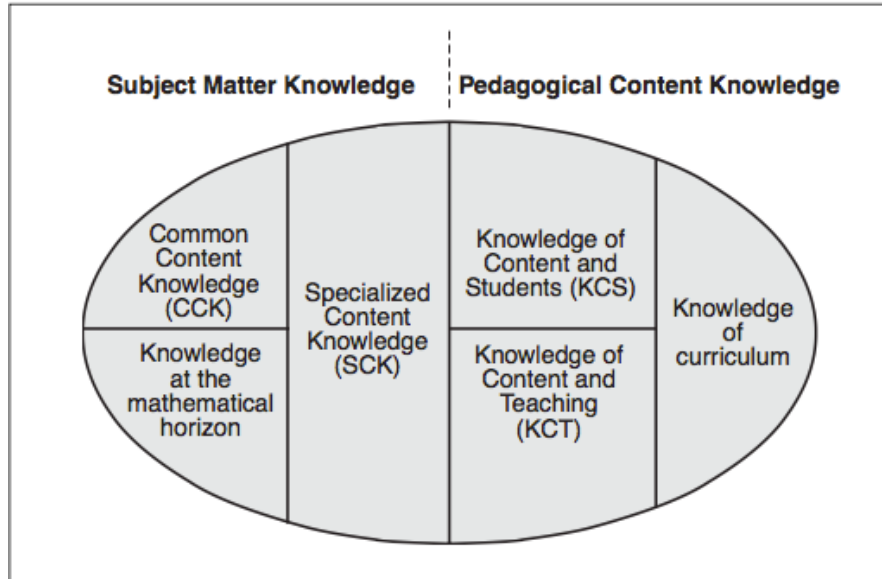 Subject Matter Knowledge
Pedagogical Content Knowledge
Common
Content
Knowledge
(CCK)
Knowledge
at the
mathematical
horizon
Specialized
Content
Knowledge
(SCK)
Knowledge of
Content and
Students (KCS)
Knowledge of
Content and
Teaching
(KCT)
Knowledge
of
curriculum